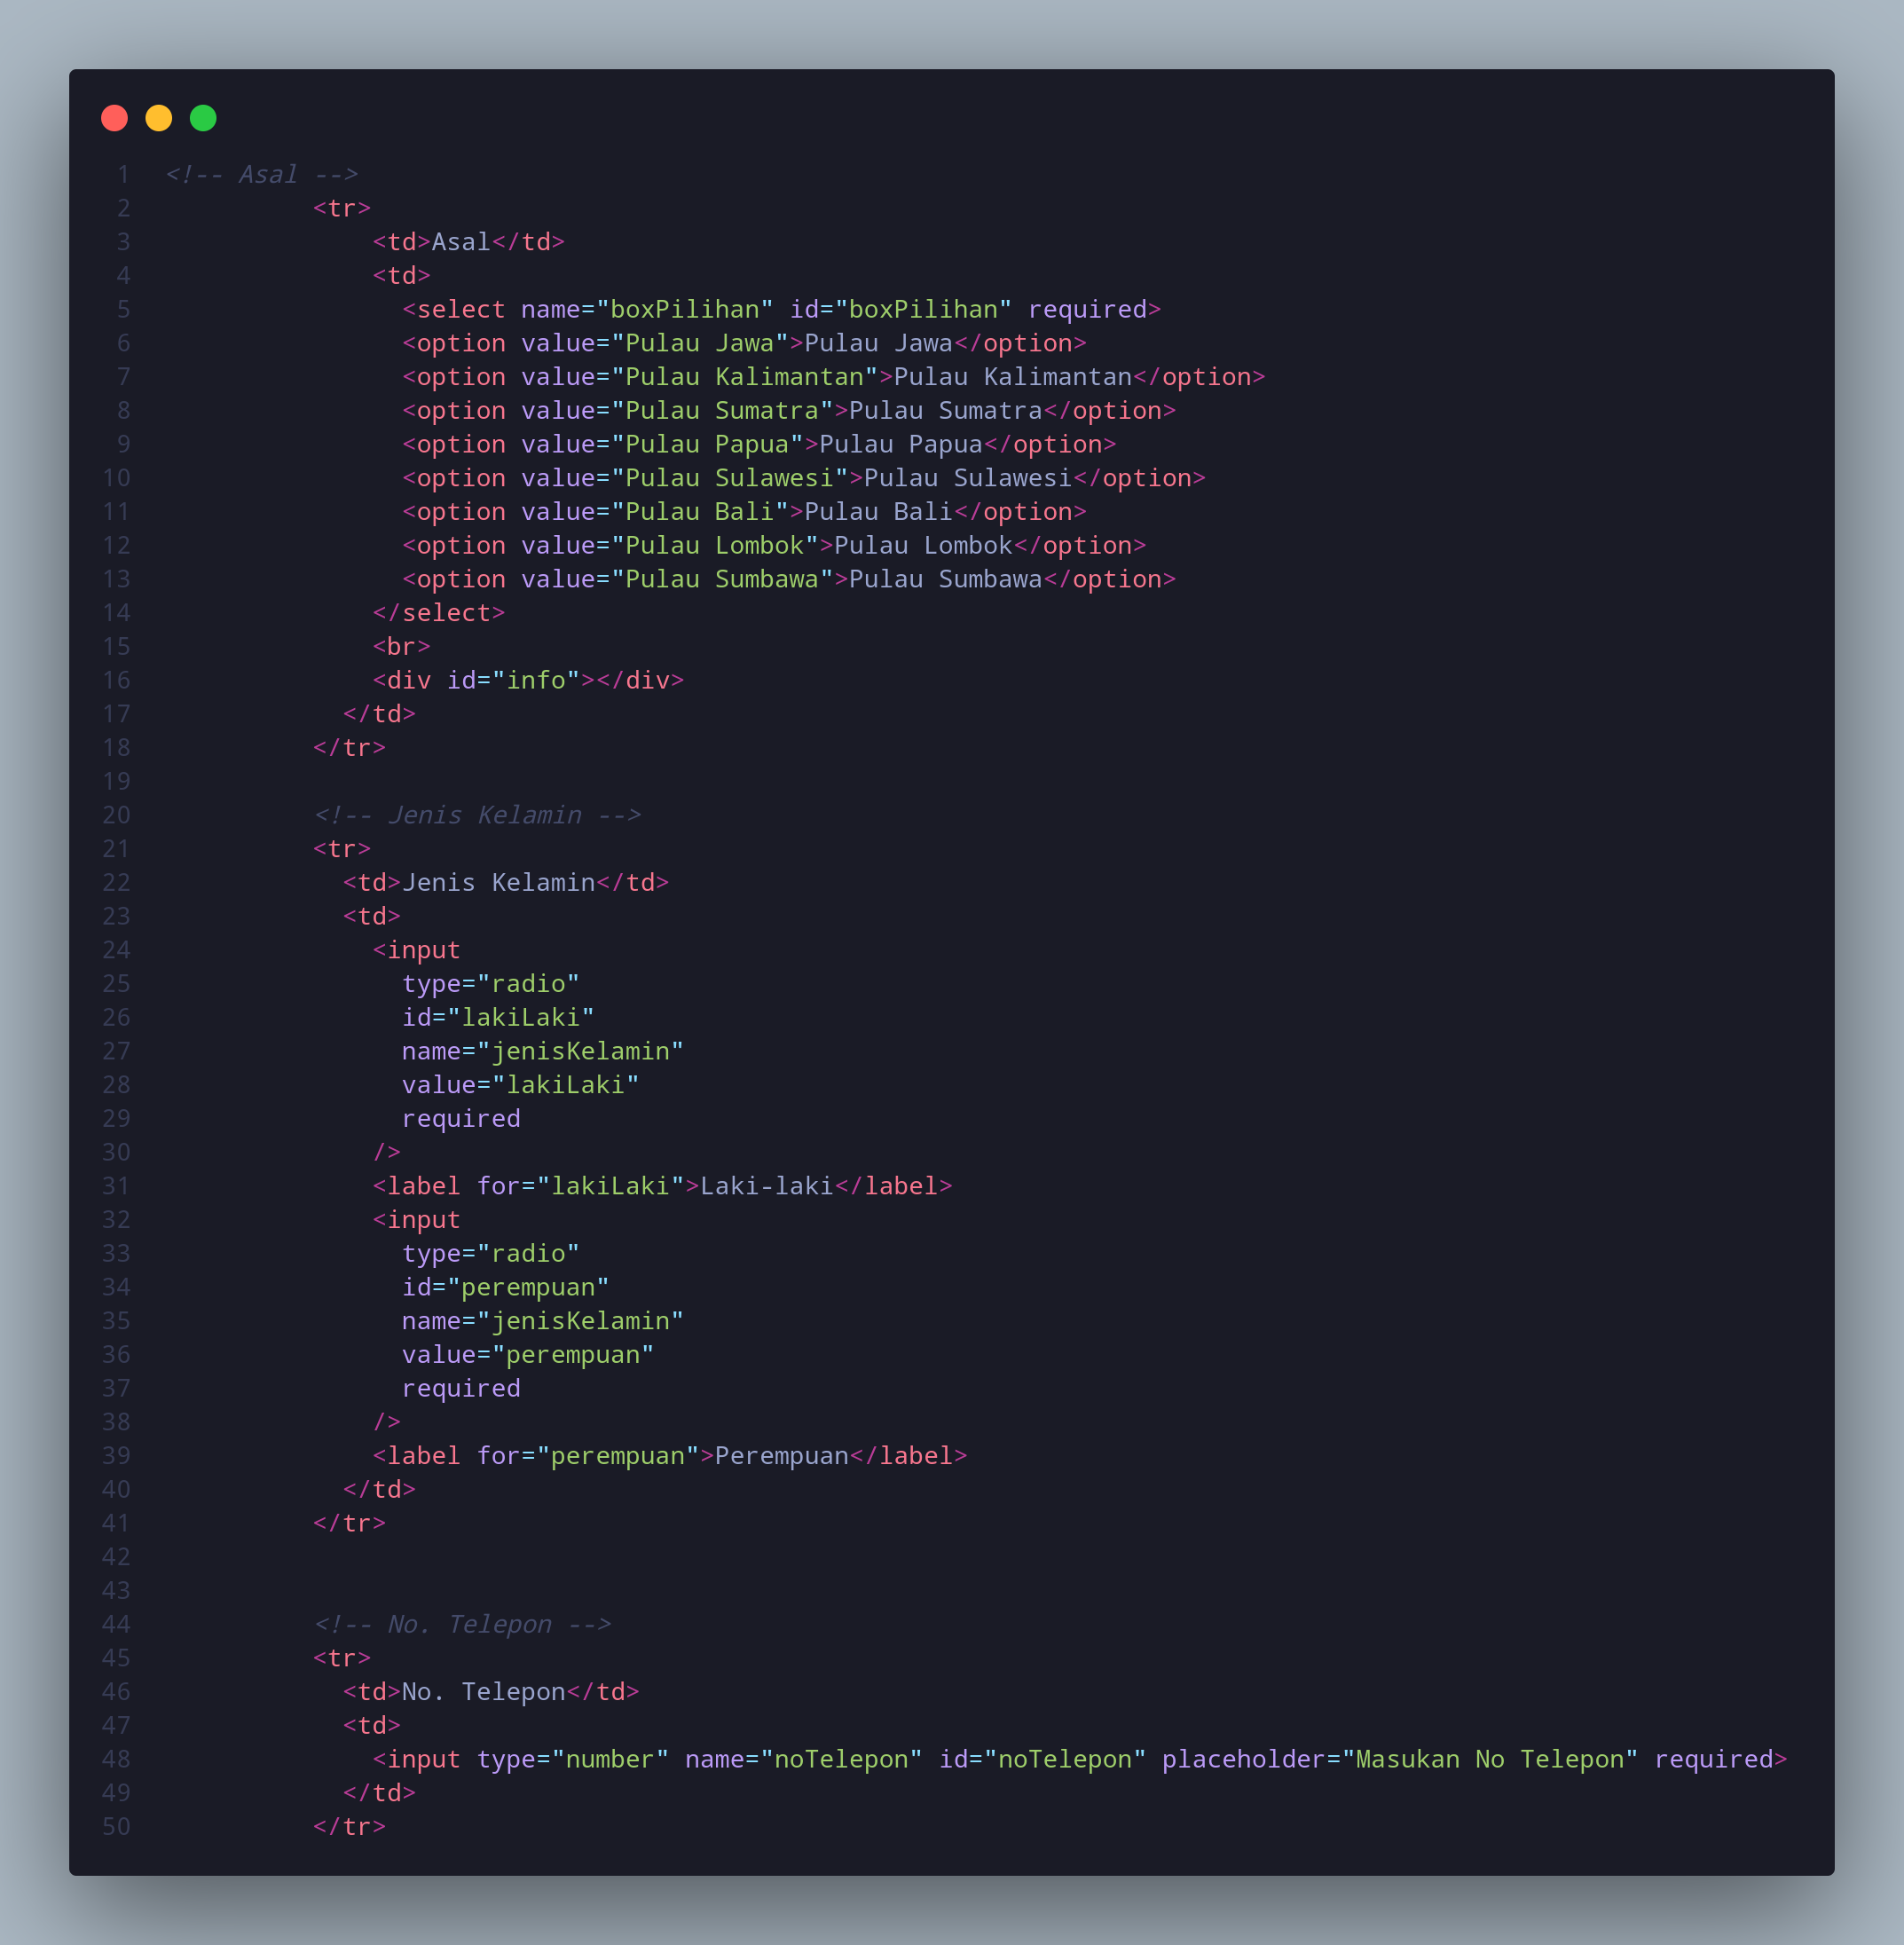 1 <!-- Asal -->
2           <tr>
3               <td>Asal</td>
4               <td>
5                 <select name="boxPilihan" id="boxPilihan" required>
6                 <option value="Pulau Jawa">Pulau Jawa</option>
7                 <option value="Pulau Kalimantan">Pulau Kalimantan</option>
8                 <option value="Pulau Sumatra">Pulau Sumatra</option>
9                 <option value="Pulau Papua">Pulau Papua</option>
10                 <option value="Pulau Sulawesi">Pulau Sulawesi</option>
11                 <option value="Pulau Bali">Pulau Bali</option>
12                 <option value="Pulau Lombok">Pulau Lombok</option>
13                 <option value="Pulau Sumbawa">Pulau Sumbawa</option>
14               </select>
15               <br>
16               <div id="info"></div>
17             </td>
18           </tr>
19
20           <!-- Jenis Kelamin -->
21           <tr>
22             <td>Jenis Kelamin</td>
23             <td>
24               <input
25                 type="radio"
26                 id="lakiLaki"
27                 name="jenisKelamin"
28                 value="lakiLaki"
29                 required
30               />
31               <label for="lakiLaki">Laki-laki</label>
32               <input
33                 type="radio"
34                 id="perempuan"
35                 name="jenisKelamin"
36                 value="perempuan"
37                 required
38               />
39               <label for="perempuan">Perempuan</label>
40             </td>
41           </tr>
42
43
44           <!-- No. Telepon -->
45           <tr>
46             <td>No. Telepon</td>
47             <td>
48               <input type="number" name="noTelepon" id="noTelepon" placeholder="Masukan No Telepon" required>
49             </td>
50           </tr>